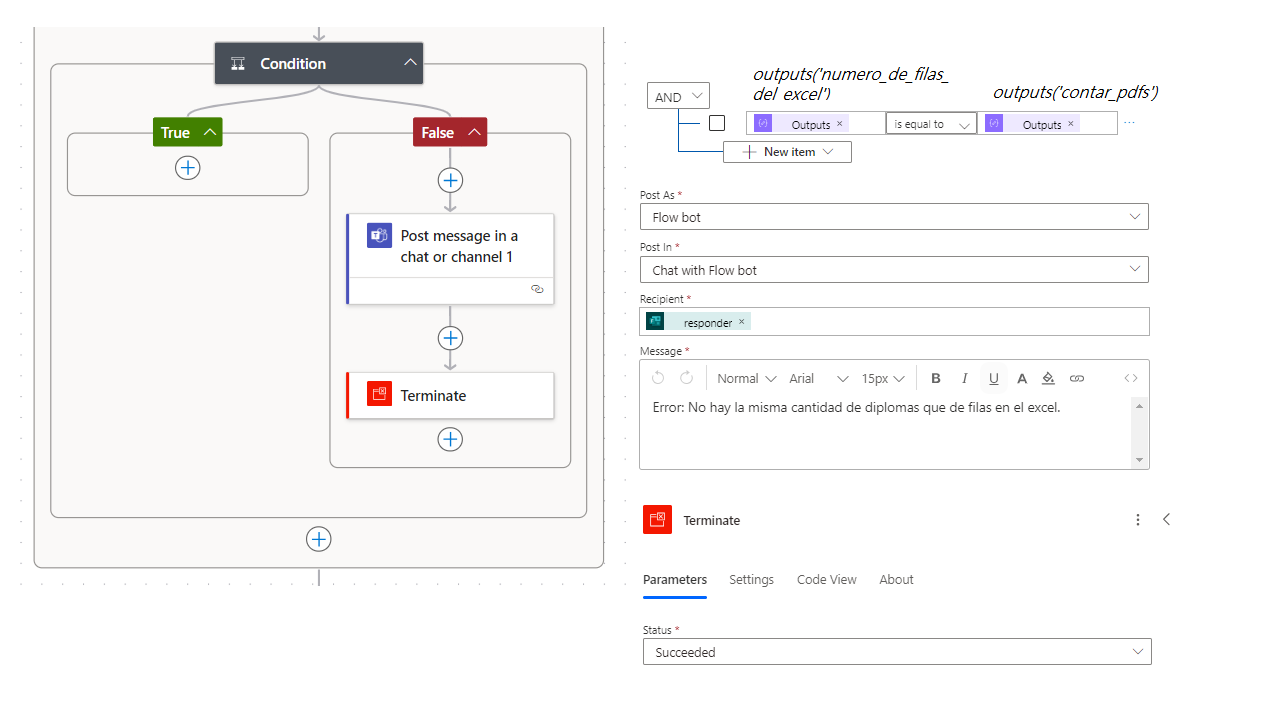 Condition
True
False
Post message in a
chat or channel 1
Terminate
outputs('numero_de_filas_
del excel')
outputs('contar_pdfs')
AND
Outputs ×
is equal to
Outputs ×
...
New item
Post As *
Flow bot
Post In *
Chat with Flow bot
Recipient *
responder ×
Message *
Normal
Arial
15px
B
I
U
A
Error: No hay la misma cantidad de diplomas que de filas en el excel.
Terminate
Parameters
Settings
Code View
About
Status *
Succeeded